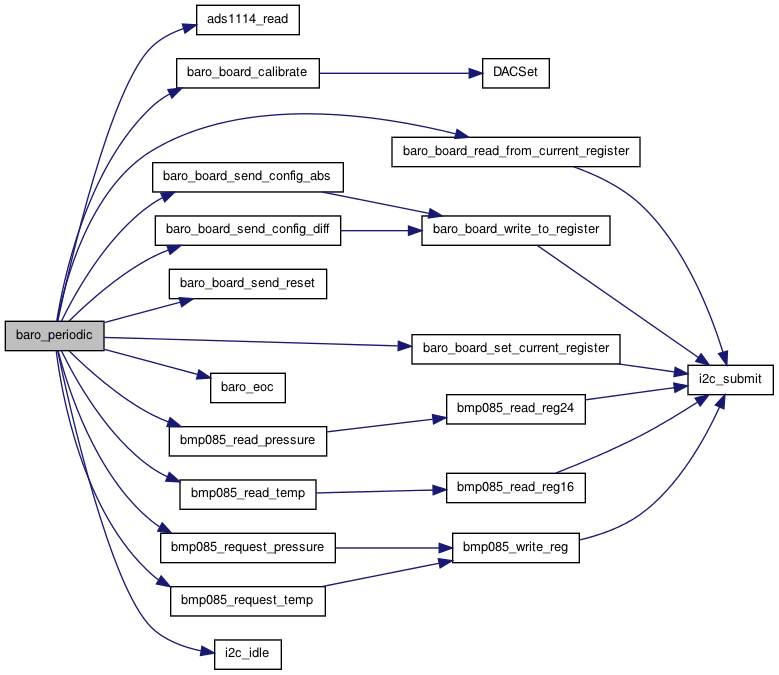 ads1114_read
baro_board_calibrate
DACSet
baro_board_read_from_current_register
baro_board_send_config_abs
baro_board_send_config_diff
baro_board_write_to_register
baro_board_send_reset
baro_periodic
baro_board_set_current_register
i2c_submit
baro_eoc
bmp085_read_reg24
bmp085_read_pressure
bmp085_read_temp
bmp085_read_reg16
bmp085_request_pressure
bmp085_write_reg
bmp085_request_temp
i2c_idle